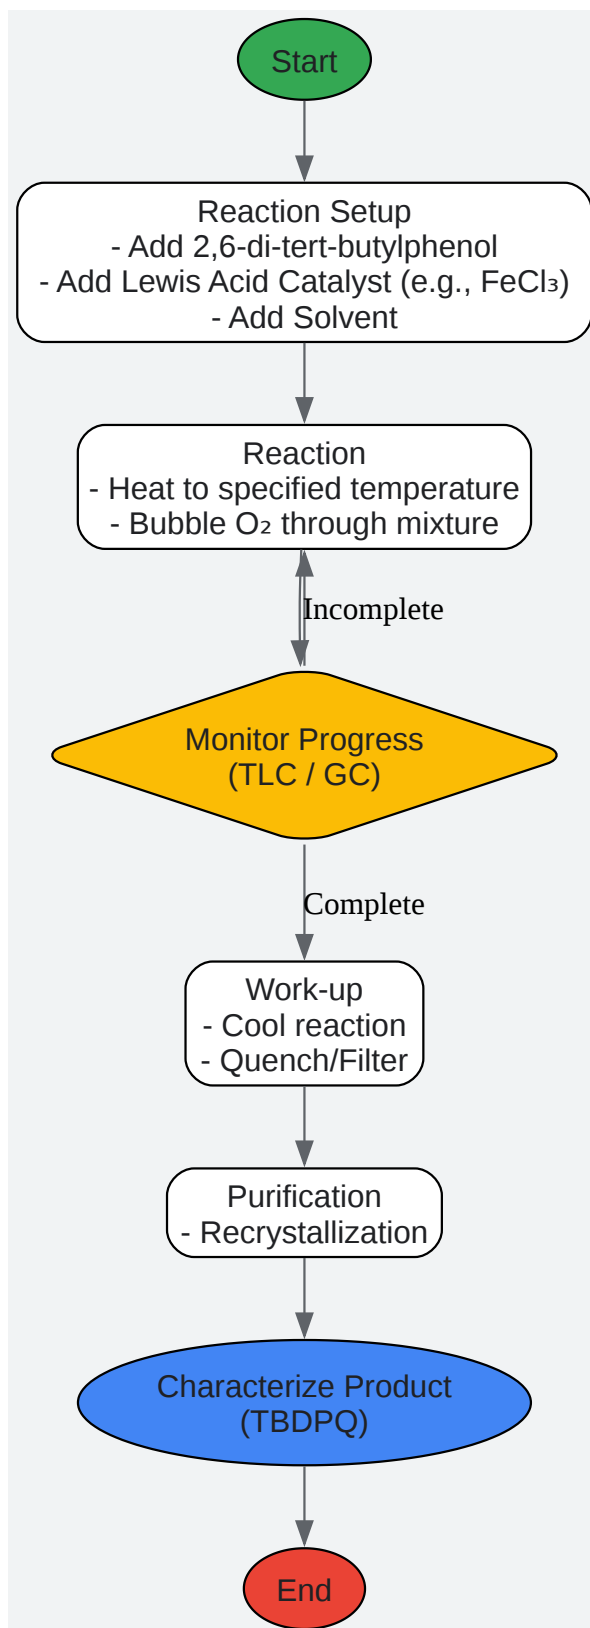 Start
Reaction Setup
- Add 2,6-di-tert-butylphenol
- Add Lewis Acid Catalyst (e.g., FeCl₃)
- Add Solvent
Reaction
- Heat to specified temperature
- Bubble O₂ through mixture
Incomplete
Monitor Progress
(TLC / GC)
Complete
Work-up
- Cool reaction
- Quench/Filter
Purification
- Recrystallization
Characterize Product
(TBDPQ)
End